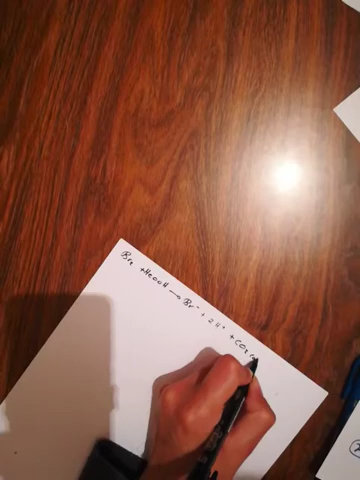 Br₂ + HCOOH → Br⁻ + 2H⁺ + CO₂